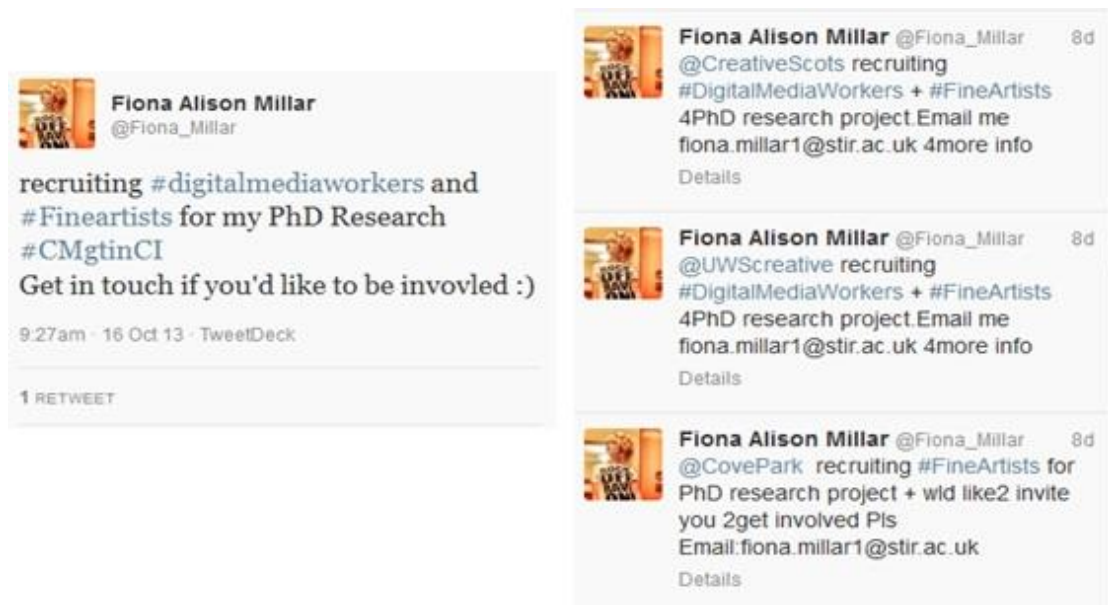 Fiona Alison Millar
@Fiona_Millar
recruiting #digitalmediaworkers and
#Fineartists for my PhD Research
#CMgtinCI
Get in touch if you'd like to be invovled :)
9:27am · 16 Oct 13 · TweetDeck
1 RETWEET
Fiona Alison Millar @Fiona_Millar 8d
@CreativeScots recruiting
#DigitalMediaWorkers + #FineArtists
4PhD research project.Email me
fiona.millar1@stir.ac.uk 4more info
Details
Fiona Alison Millar @Fiona_Millar 8d
@UWScreative recruiting
#DigitalMediaWorkers + #FineArtists
4PhD research project.Email me
fiona.millar1@stir.ac.uk 4more info
Details
Fiona Alison Millar @Fiona_Millar 8d
@CovePark recruiting #FineArtists for
PhD research project + wld like2 invite
you 2get involved Pls
Email:fiona.millar1@stir.ac.uk
Details